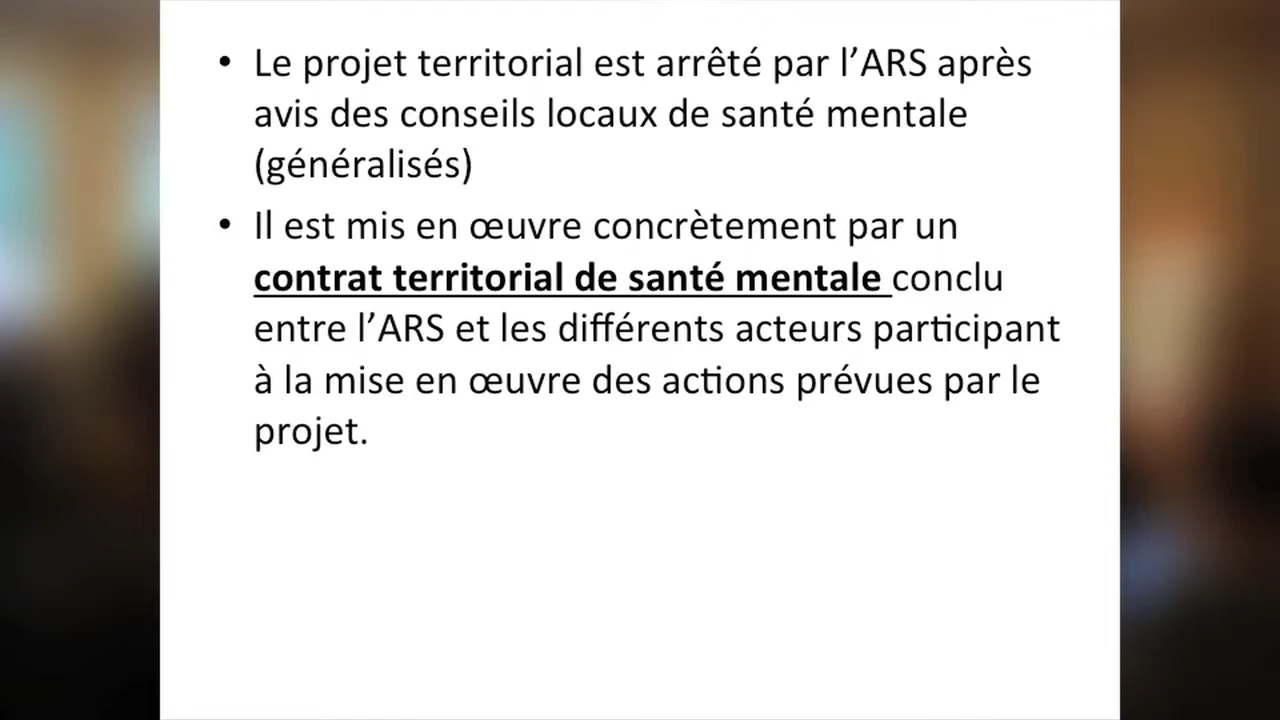 • Le projet territorial est arrêté par l’ARS après
avis des conseils locaux de santé mentale
(généralisés)
• Il est mis en œuvre concrètement par un
contrat territorial de santé mentale conclu
entre l’ARS et les différents acteurs participant
à la mise en œuvre des actions prévues par le
projet.